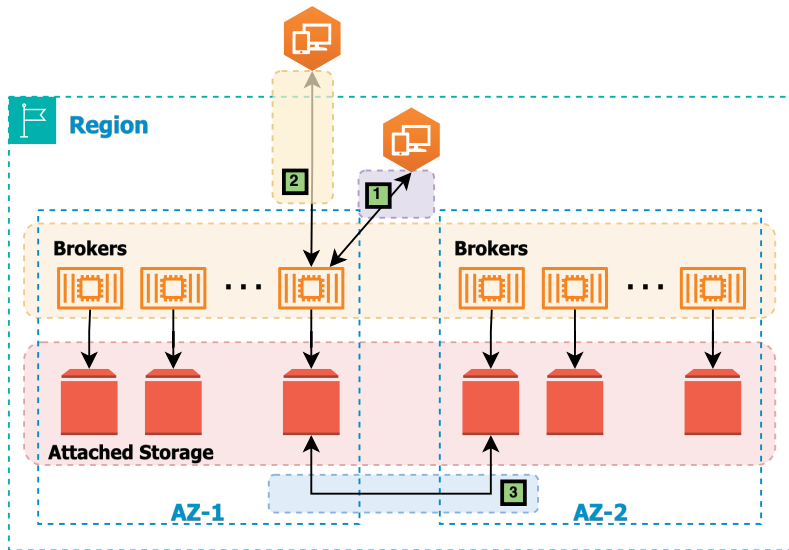 Region
2
1
Brokers
Brokers
...
...
Attached Storage
3
AZ-1
AZ-2